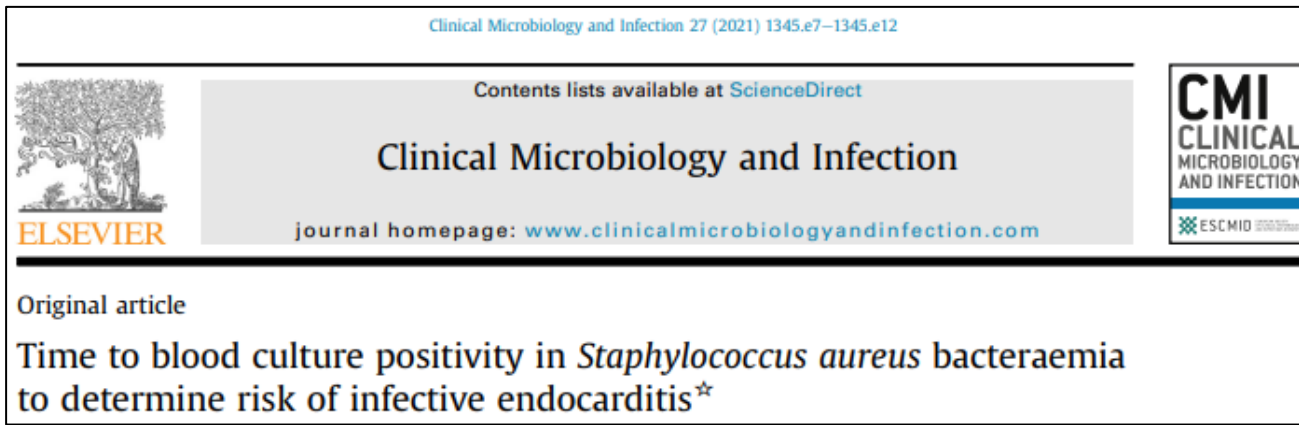 Clinical Microbiology and Infection 27 (2021) 1345.e7–1345.e12
Contents lists available at ScienceDirect
Clinical Microbiology and Infection
journal homepage: www.clinicalmicrobiologyandinfection.com
ELSEVIER
CMI
CLINICAL
MICROBIOLOGY
AND INFECTION
ESCMID
Original article
Time to blood culture positivity in Staphylococcus aureus bacteraemia
to determine risk of infective endocarditis☆